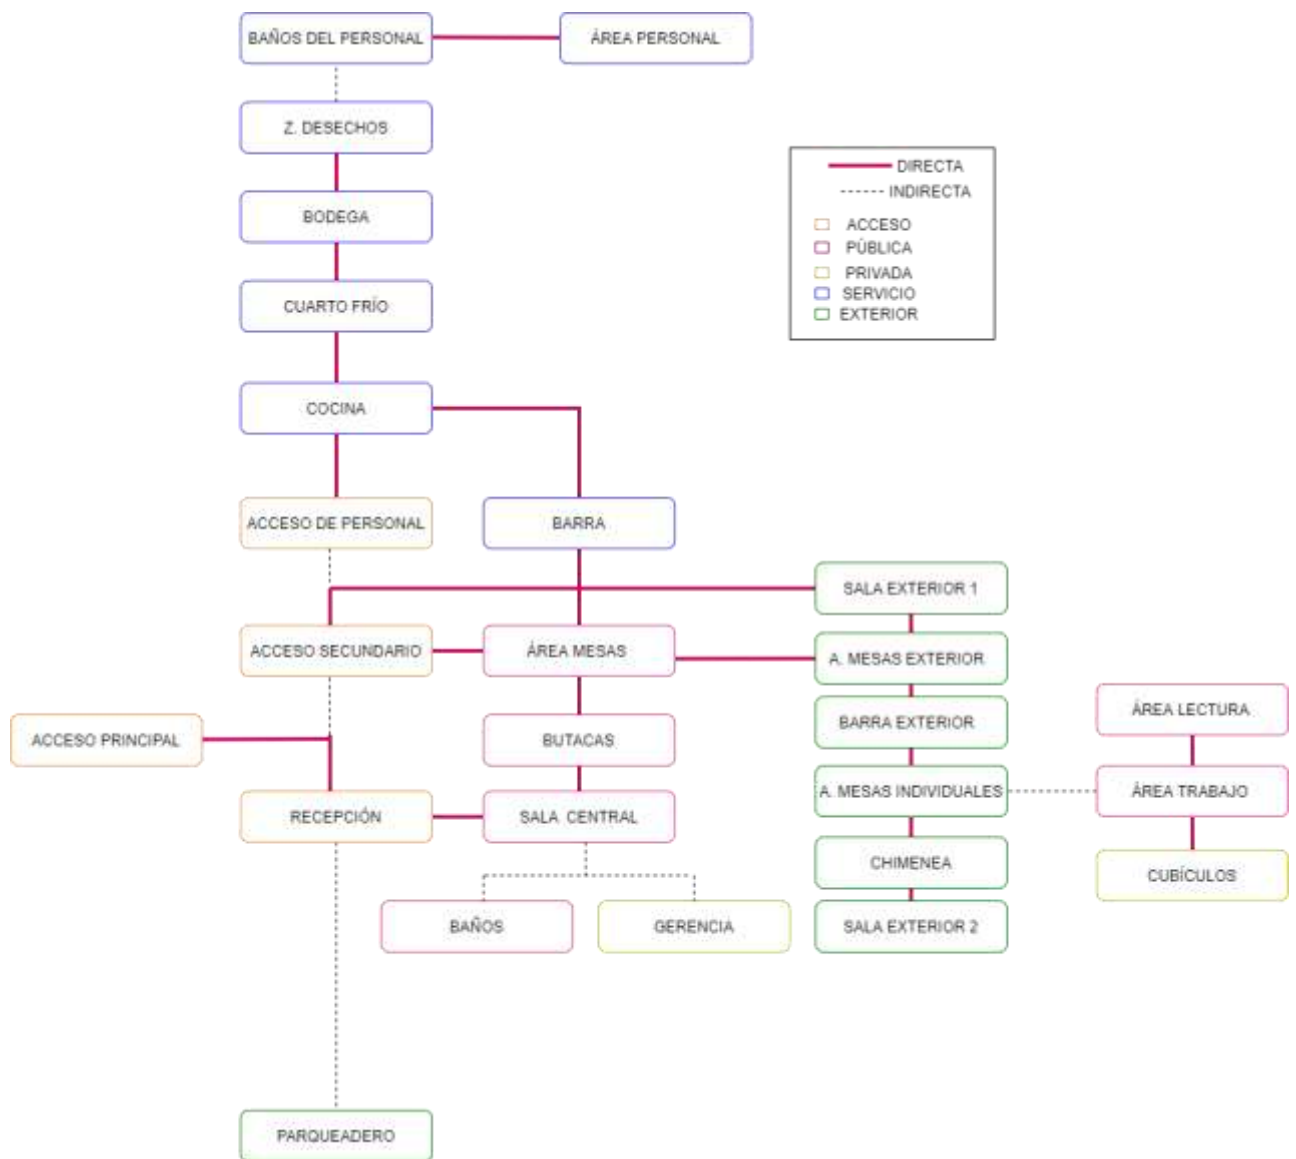 BAÑOS DEL PERSONAL
ÁREA PERSONAL
Z. DESECHOS
BODEGA
CUARTO FRÍO
COCINA
ACCESO DE PERSONAL
BARRA
DIRECTA
INDIRECTA
ACCESO
PÚBLICA
PRIVADA
SERVICIO
EXTERIOR
SALA EXTERIOR 1
ACCESO SECUNDARIO
ÁREA MESAS
A. MESAS EXTERIOR
ACCESO PRINCIPAL
BUTACAS
BARRA EXTERIOR
ÁREA LECTURA
RECEPCIÓN
SALA CENTRAL
A. MESAS INDIVIDUALES
ÁREA TRABAJO
CHIMENEA
CUBÍCULOS
BAÑOS
GERENCIA
SALA EXTERIOR 2
PARQUEADERO